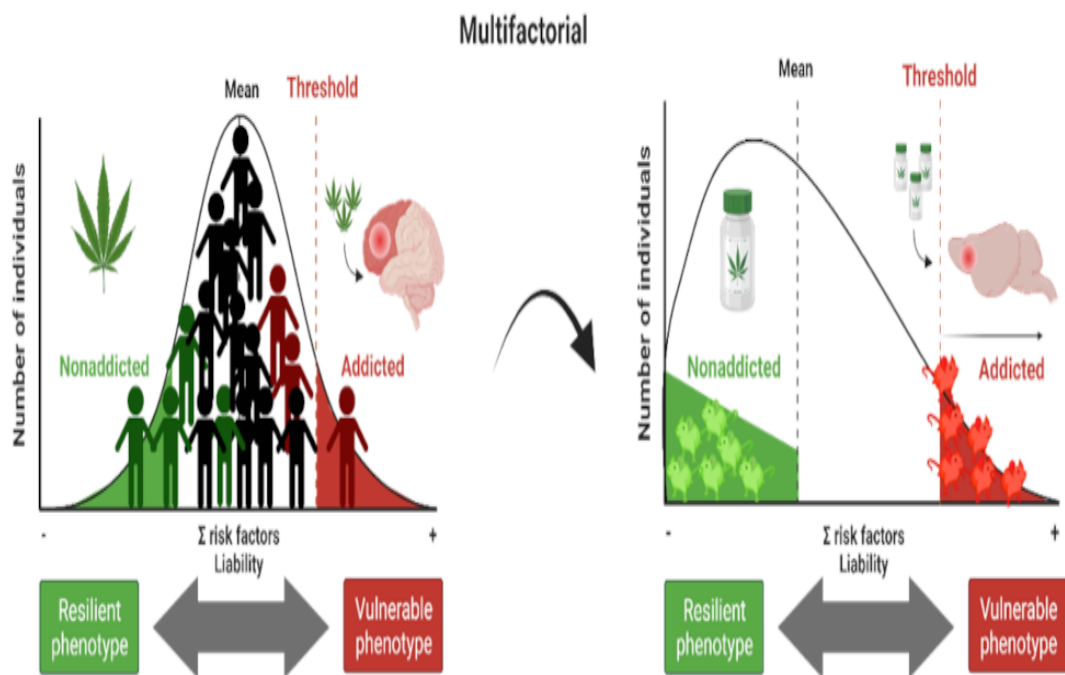 Multifactorial
Mean
Threshold
Number of individuals
Nonaddicted
Addicted
-
Σ risk factors
+
Liability
Resilient
phenotype
Vulnerable
phenotype
Mean
Threshold
Number of individuals
Nonaddicted
Addicted
-
Σ risk factors
+
Liability
Resilient
phenotype
Vulnerable
phenotype